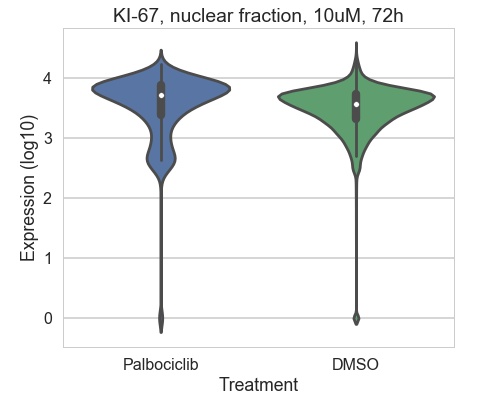 KI-67, nuclear fraction, 10uM, 72h
Expression (log10)
4
3
2
1
0
Palbociclib DMSO
Treatment